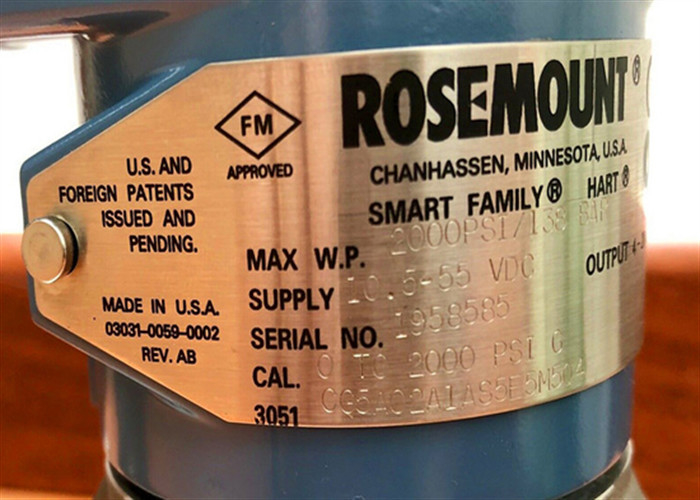 U.S. AND
FOREIGN PATENTS
ISSUED AND
PENDING.
MADE IN U.S.A.
03031-0059-0002
REV. AB
FM
APPROVED
ROSEMOUNT®
CHANHASSEN, MINNESOTA, U.S.A.
SMART FAMILY® HART®
MAX W.P. 2000PSI/138 BAR
SUPPLY 10.5-55 VDC OUTPUT 4-
SERIAL NO. 1958585
CAL. 0 TO 2000 PSI G
3051